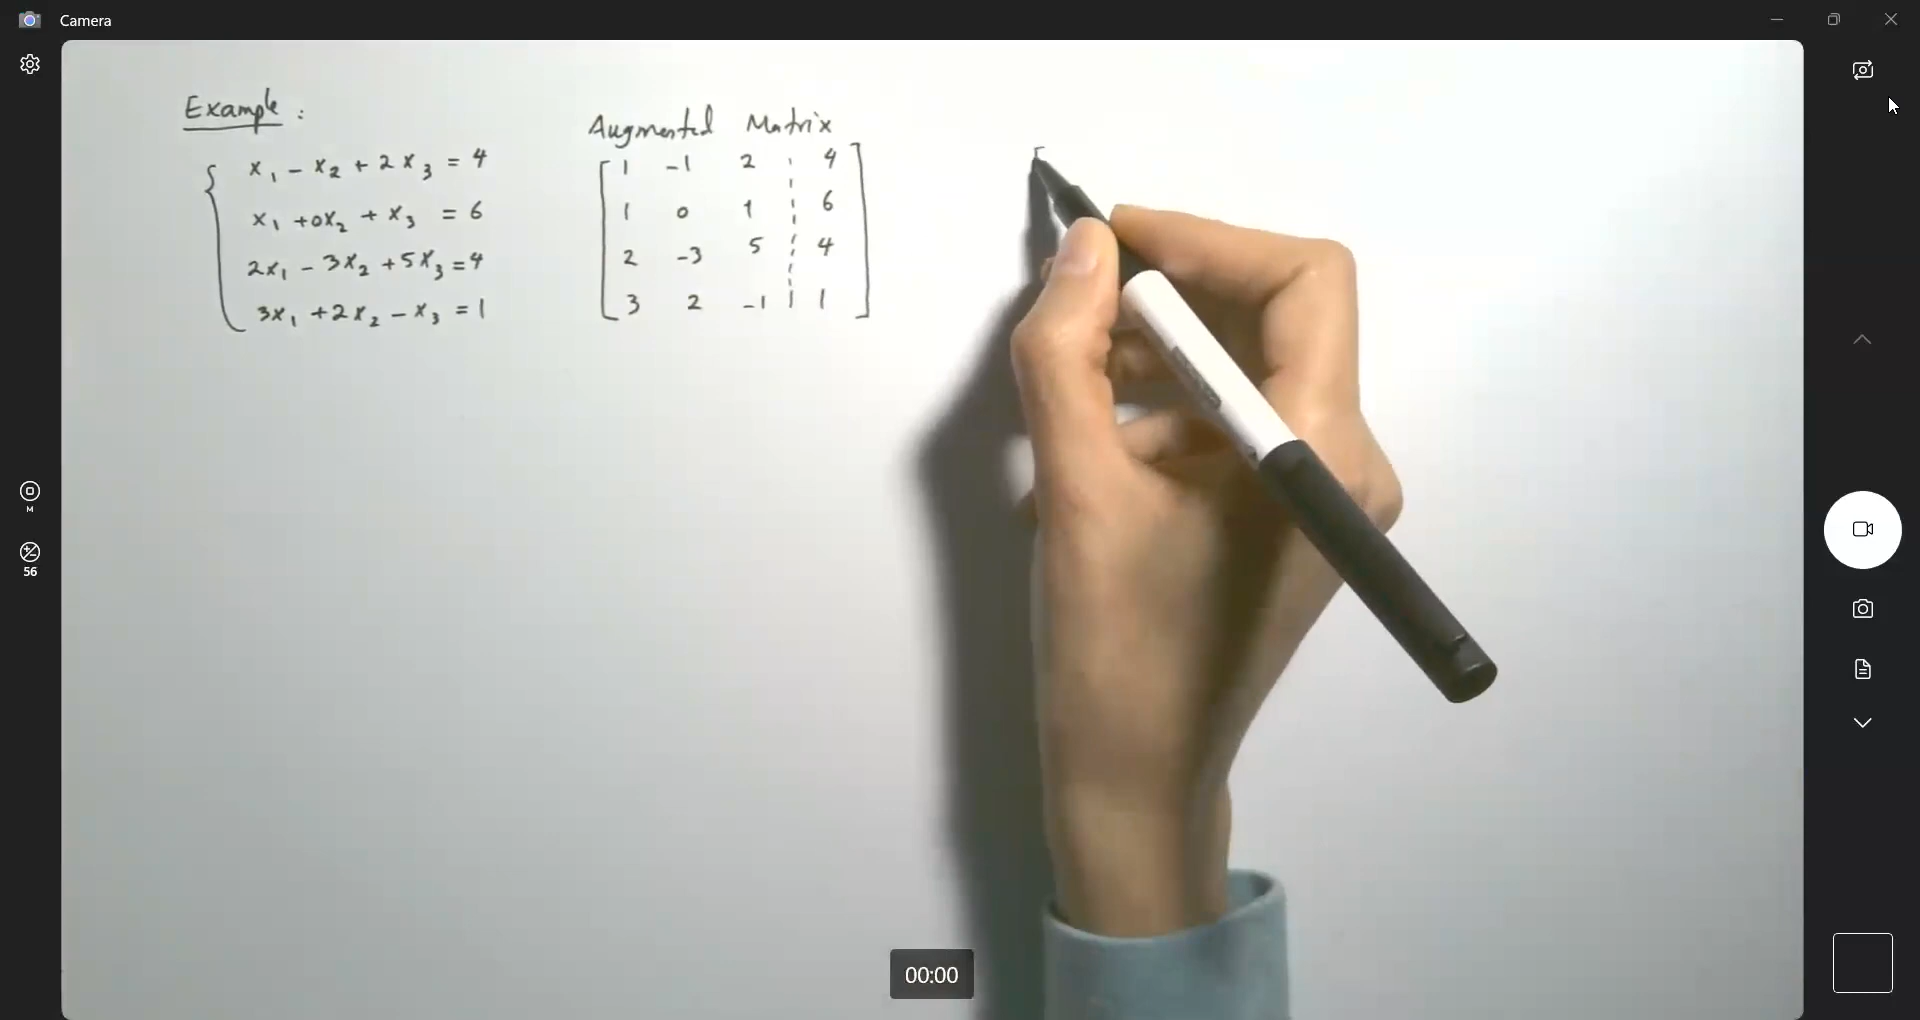 Camera
Example :
x₁ - x₂ + 2x₃ = 4
x₁ +0x₂ + x₃ = 6
2x₁ - 3x₂ +5x₃ =4
3x₁ +2x₂ - x₃ = 1
Augmented Matrix
1 -1 2 4
1 0 1 6
2 -3 5 4
3 2 -1 1
M
56
00:00